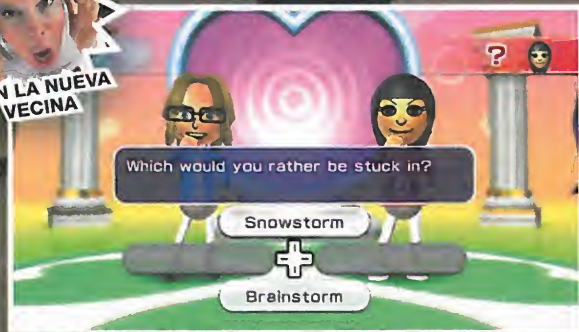 N LA NUEVA
VECINA
?
Which would you rather be stuck in?
Snowstorm
Brainstorm